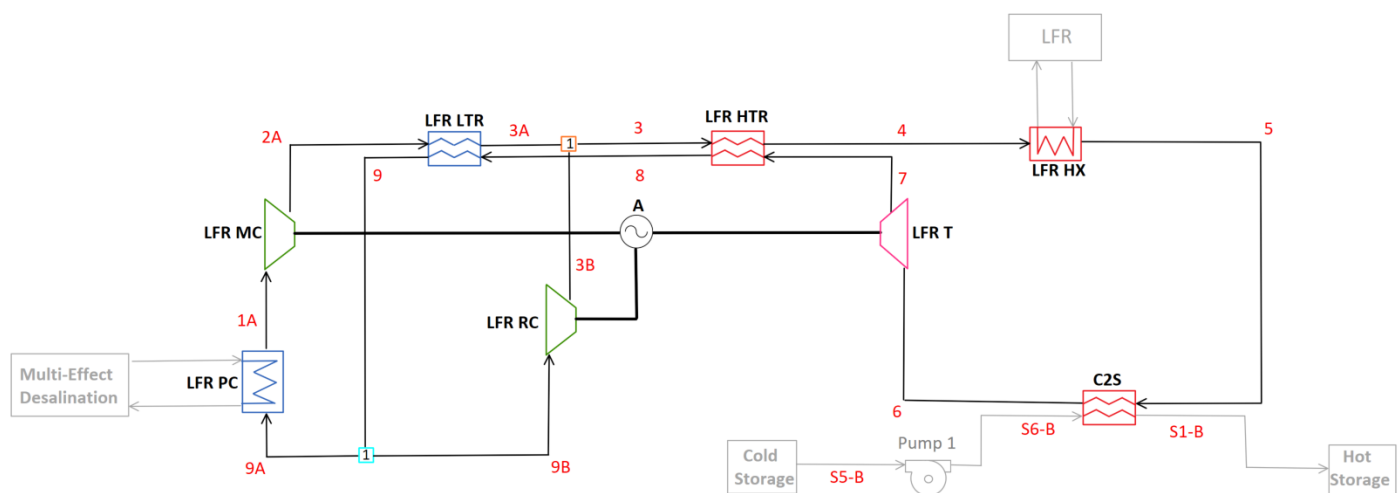 LFR
LFR LTR
LFR HTR
2A
3A
1
3
4
5
9
8
7
LFR HX
A
LFR MC
LFR T
3B
1A
LFR RC
Multi-Effect
Desalination
LFR PC
C2S
6
S6-B
S1-B
Pump 1
9A
1
9B
Cold
Storage
S5-B
Hot
Storage